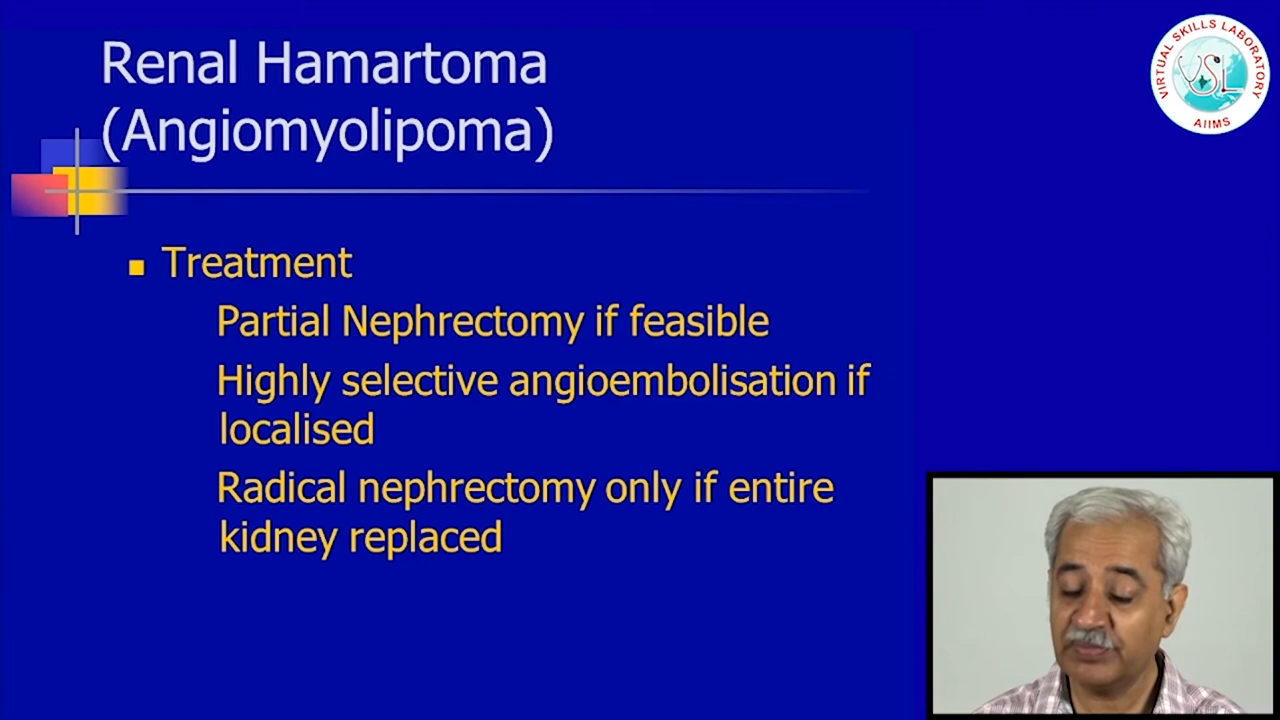 Renal Hamartoma
(Angiomyolipoma)
VIRTUAL SKILLS LABORATORY
VSL
AIIMS
Treatment
Partial Nephrectomy if feasible
Highly selective angioembolisation if
localised
Radical nephrectomy only if entire
kidney replaced